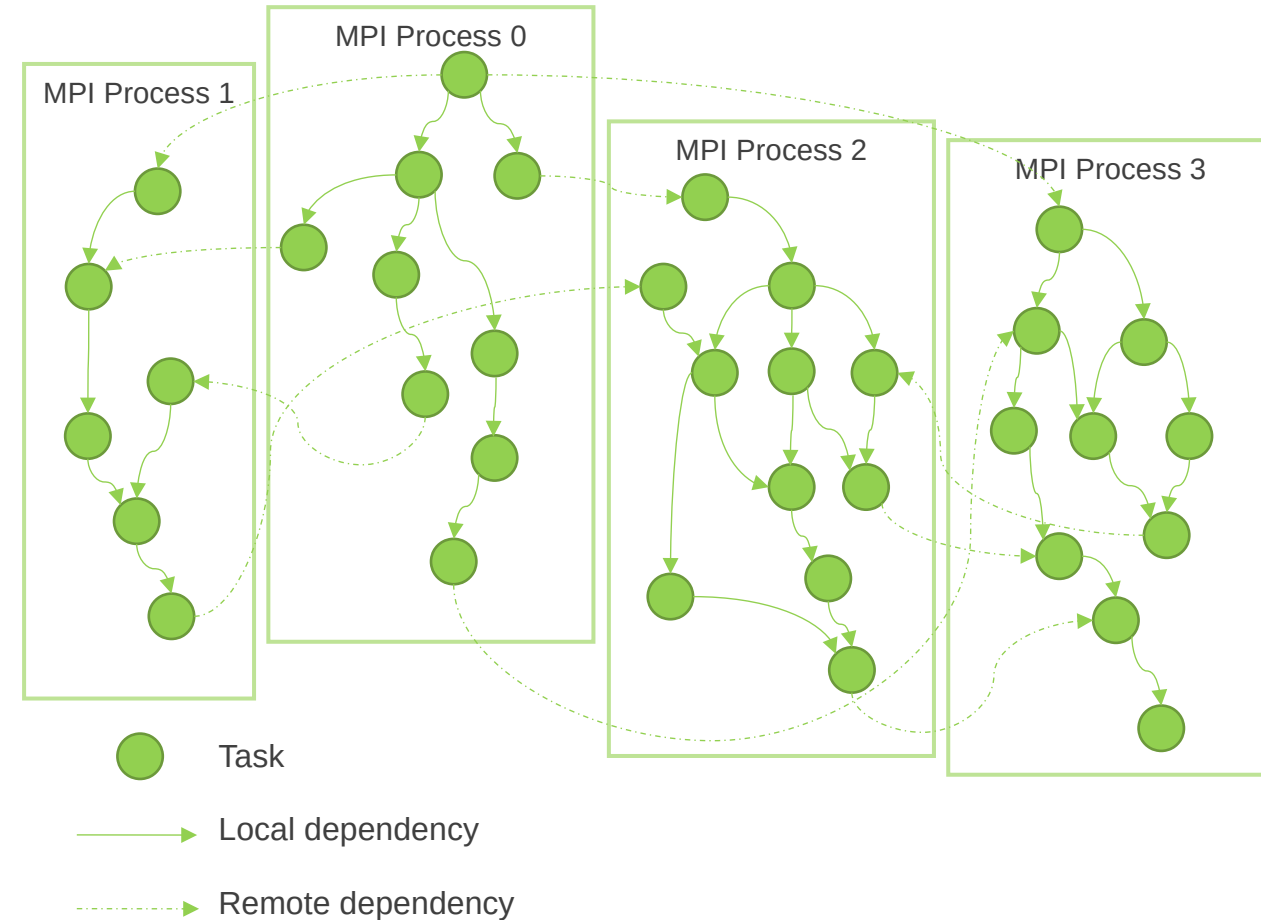 MPI Process 0
MPI Process 1
MPI Process 2
MPI Process 3
Task
Local dependency
Remote dependency